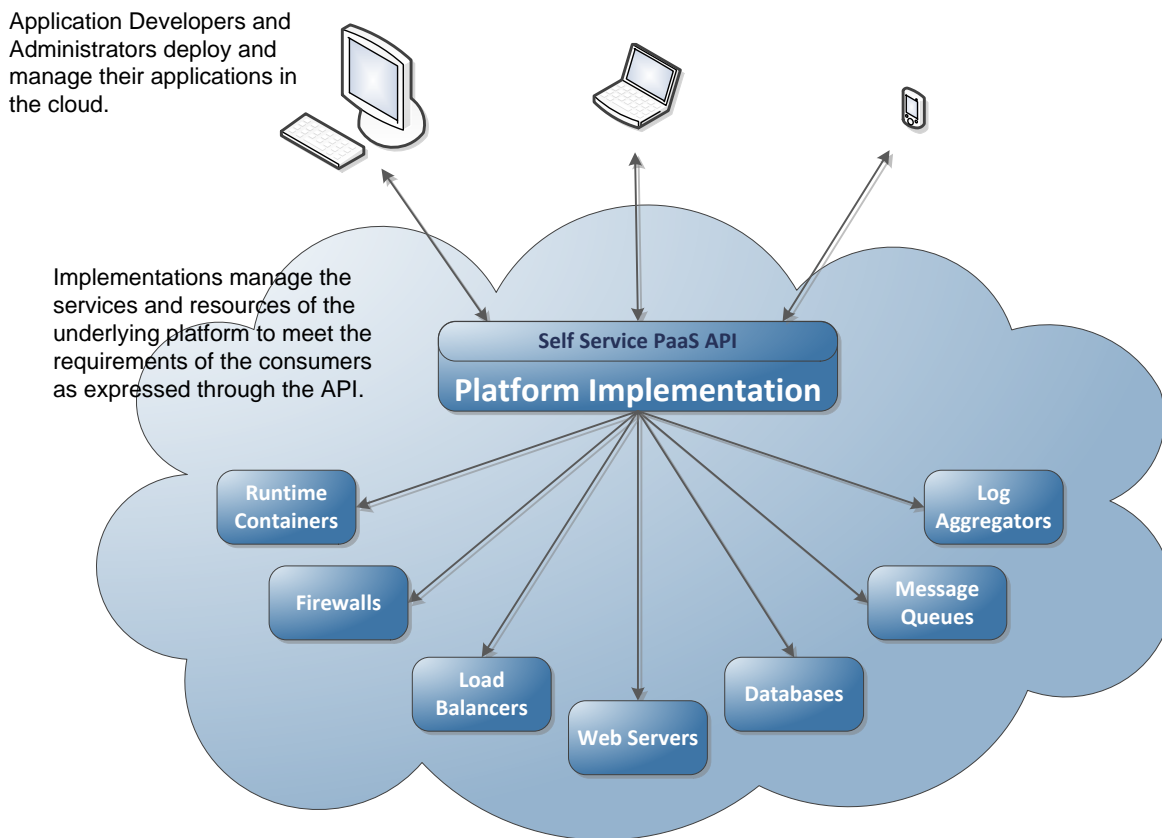 Application Developers and
Administrators deploy and
manage their applications in
the cloud.
Implementations manage the
services and resources of the
underlying platform to meet the
requirements of the consumers
as expressed through the API.
Self Service PaaS API
Platform Implementation
Runtime
Containers
Log
Aggregators
Firewalls
Message
Queues
Load
Balancers
Databases
Web Servers